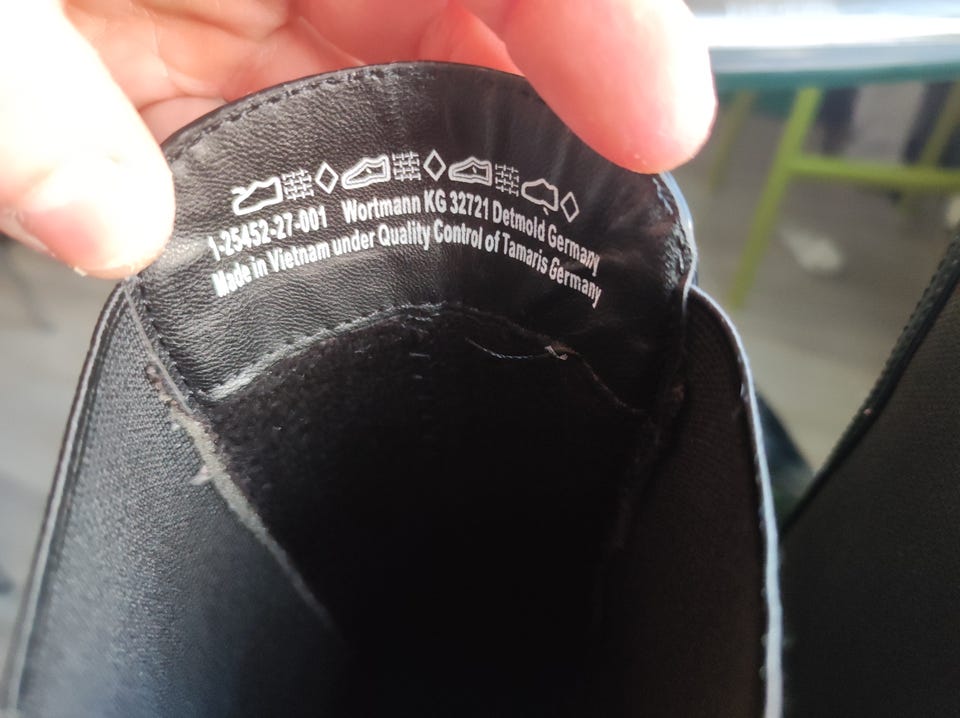 1-25452-27-001 Wortmann KG 32721 Detmold Germany
Made in Vietnam under Quality Control of Tamaris Germany